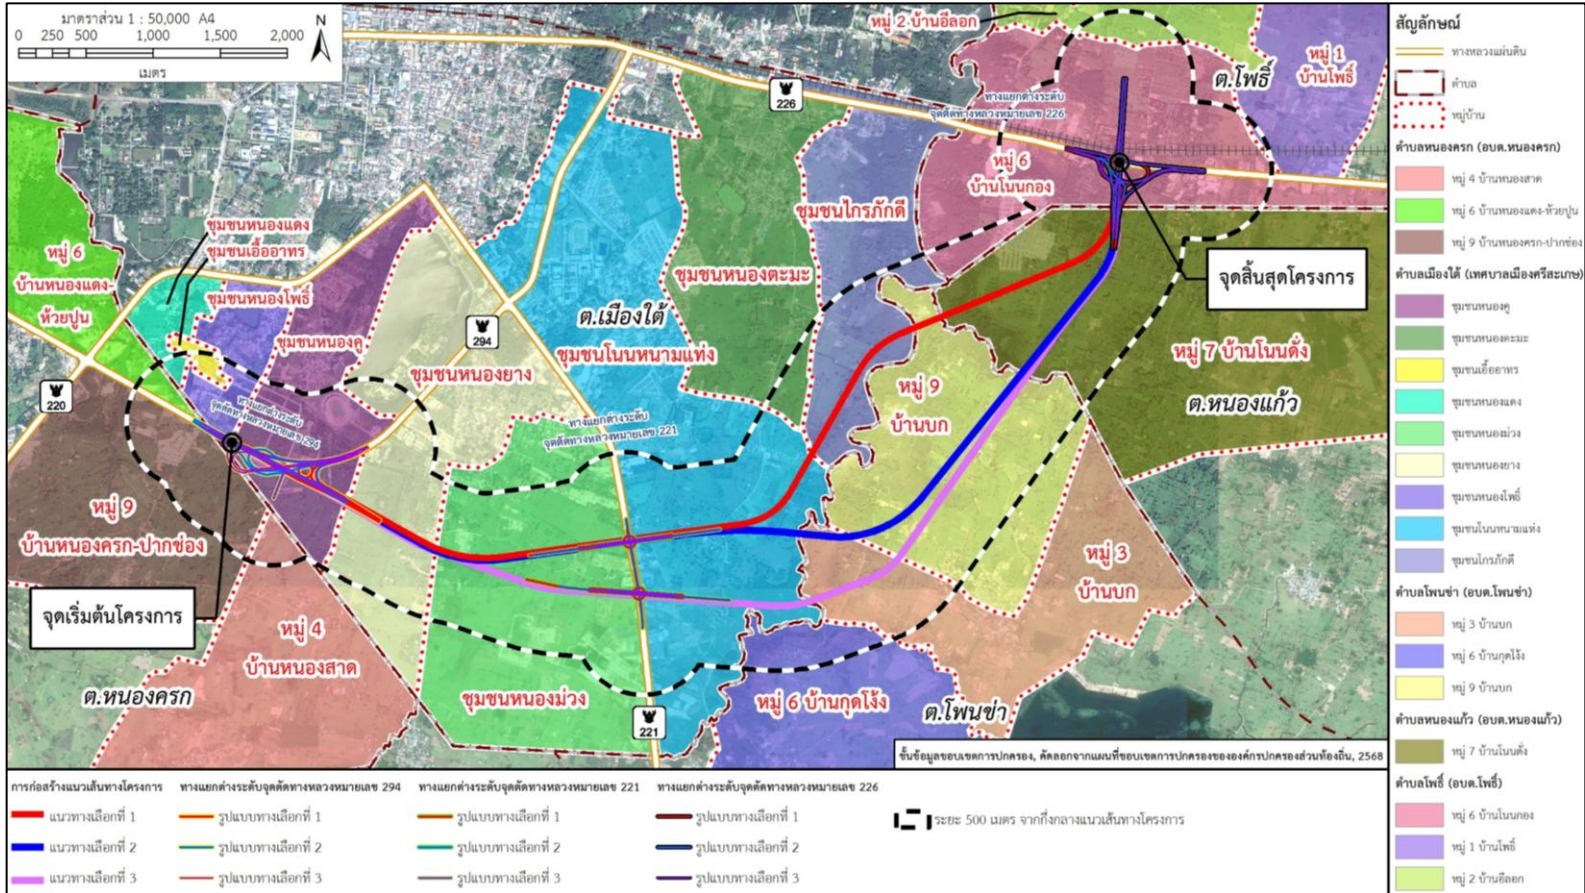 มาตราส่วน 1 : 50,000 A4
N
0 250 500 1,000 1,500 2,000
เมตร
หมู่ 2 บ้านอีลอก
หมู่ 1
บ้านโพธิ์
ต.โพธิ์
226
ทางแยกต่างระดับ
จุดตัดทางหลวงหมายเลข 226
หมู่ 6
บ้านโนนกอง
ชุมชนไกรภักดี
ชุมชนหนองแดง
ชุมชนเอื้ออาทร
หมู่ 6
บ้านหนองแดง-
ห้วยปูน
ชุมชนหนองโพธิ์
ชุมชนหนองคู
ชุมชนหนองตะมะ
จุดสิ้นสุดโครงการ
ต.เมืองใต้
294
ชุมชนโนนหนามแท่ง
ชุมชนหนองยาง
หมู่ 7 บ้านโนนดั่ง
ต.หนองแก้ว
หมู่ 9
บ้านบก
220
ทางแยกต่างระดับ
จุดตัดทางหลวงหมายเลข 294
ทางแยกต่างระดับ
จุดตัดทางหลวงหมายเลข 221
หมู่ 9
บ้านหนองครก-ปากช่อง
หมู่ 3
บ้านบก
จุดเริ่มต้นโครงการ
หมู่ 4
บ้านหนองสาด
ต.หนองครก
ชุมชนหนองม่วง
หมู่ 6 บ้านกุดโง้ง
ต.โพนข่า
221
ชั้นข้อมูลขอบเขตการปกครอง, คัดลอกจากแผนที่ขอบเขตการปกครองขององค์กรปกครองส่วนท้องถิ่น, 2568
สัญลักษณ์
ทางหลวงแผ่นดิน
ตำบล
หมู่บ้าน
ตำบลหนองครก (อบต.หนองครก)
หมู่ 4 บ้านหนองสาด
หมู่ 6 บ้านหนองแดง-ห้วยปูน
หมู่ 9 บ้านหนองครก-ปากช่อง
ตำบลเมืองใต้ (เทศบาลเมืองศรีสะเกษ)
ชุมชนหนองคู
ชุมชนหนองตะมะ
ชุมชนเอื้ออาทร
ชุมชนหนองแดง
ชุมชนหนองม่วง
ชุมชนหนองยาง
ชุมชนหนองโพธิ์
ชุมชนโนนหนามแท่ง
ชุมชนไกรภักดี
ตำบลโพนข่า (อบต.โพนข่า)
หมู่ 3 บ้านบก
หมู่ 6 บ้านกุดโง้ง
หมู่ 9 บ้านบก
ตำบลหนองแก้ว (อบต.หนองแก้ว)
หมู่ 7 บ้านโนนดั่ง
ตำบลโพธิ์ (อบต.โพธิ์)
หมู่ 6 บ้านโนนกอง
หมู่ 1 บ้านโพธิ์
หมู่ 2 บ้านอีลอก
การก่อสร้างแนวเส้นทางโครงการ
แนวทางเลือกที่ 1
แนวทางเลือกที่ 2
แนวทางเลือกที่ 3
ทางแยกต่างระดับจุดตัดทางหลวงหมายเลข 294
รูปแบบทางเลือกที่ 1
รูปแบบทางเลือกที่ 2
รูปแบบทางเลือกที่ 3
ทางแยกต่างระดับจุดตัดทางหลวงหมายเลข 221
รูปแบบทางเลือกที่ 1
รูปแบบทางเลือกที่ 2
รูปแบบทางเลือกที่ 3
ทางแยกต่างระดับจุดตัดทางหลวงหมายเลข 226
รูปแบบทางเลือกที่ 1
รูปแบบทางเลือกที่ 2
รูปแบบทางเลือกที่ 3
ระยะ 500 เมตร จากกึ่งกลางแนวเส้นทางโครงการ